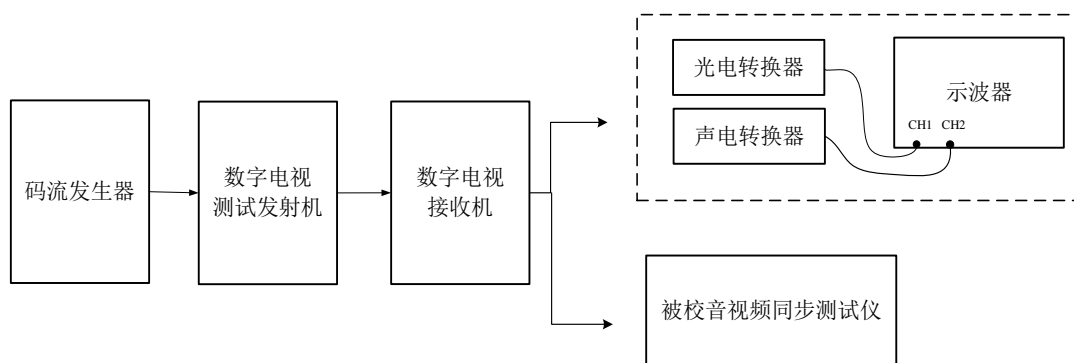 码流发生器
数字电视
测试发射机
数字电视
接收机
光电转换器
声电转换器
示波器
CH1
CH2
被校音视频同步测试仪